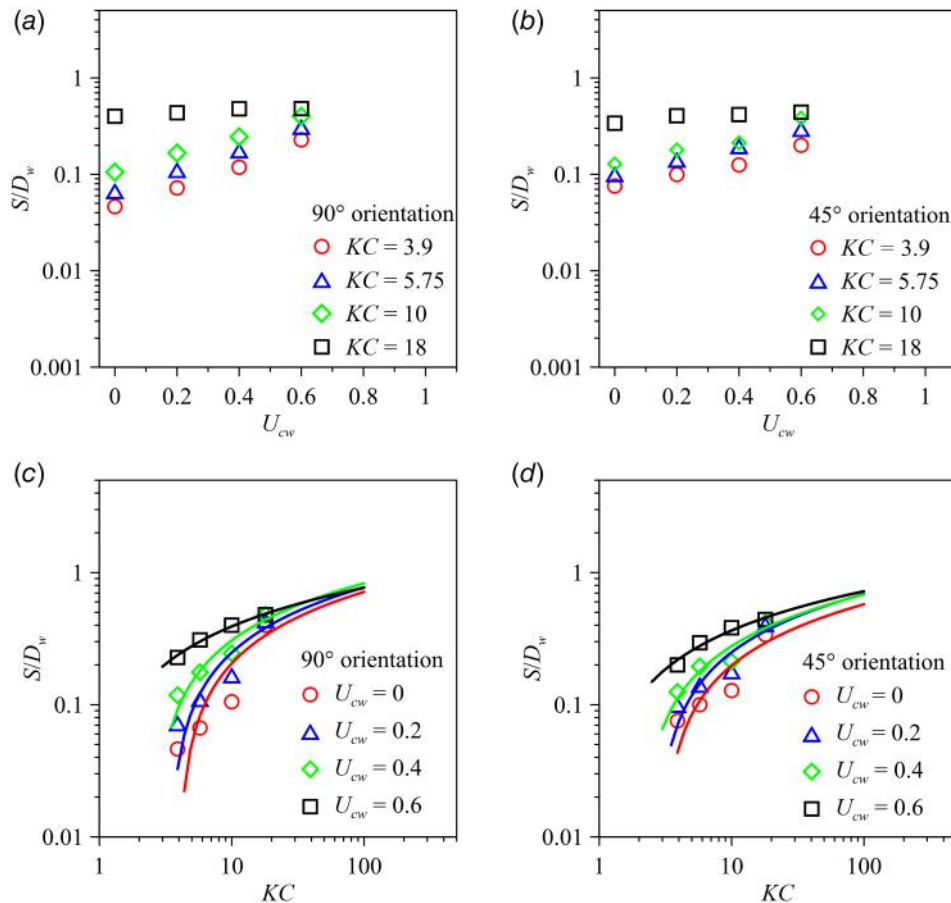 (a)
S/D_w
1
0.1
0.01
0.001
90° orientation
KC = 3.9
KC = 5.75
KC = 10
KC = 18
0 0.2 0.4 0.6 0.8 1
U_cw
(b)
S/D_w
1
0.1
0.01
0.001
45° orientation
KC = 3.9
KC = 5.75
KC = 10
KC = 18
0 0.2 0.4 0.6 0.8 1
U_cw
(c)
S/D_w
1
0.1
0.01
90° orientation
U_cw = 0
U_cw = 0.2
U_cw = 0.4
U_cw = 0.6
1 10 100
KC
(d)
S/D_w
1
0.1
0.01
45° orientation
U_cw = 0
U_cw = 0.2
U_cw = 0.4
U_cw = 0.6
1 10 100
KC